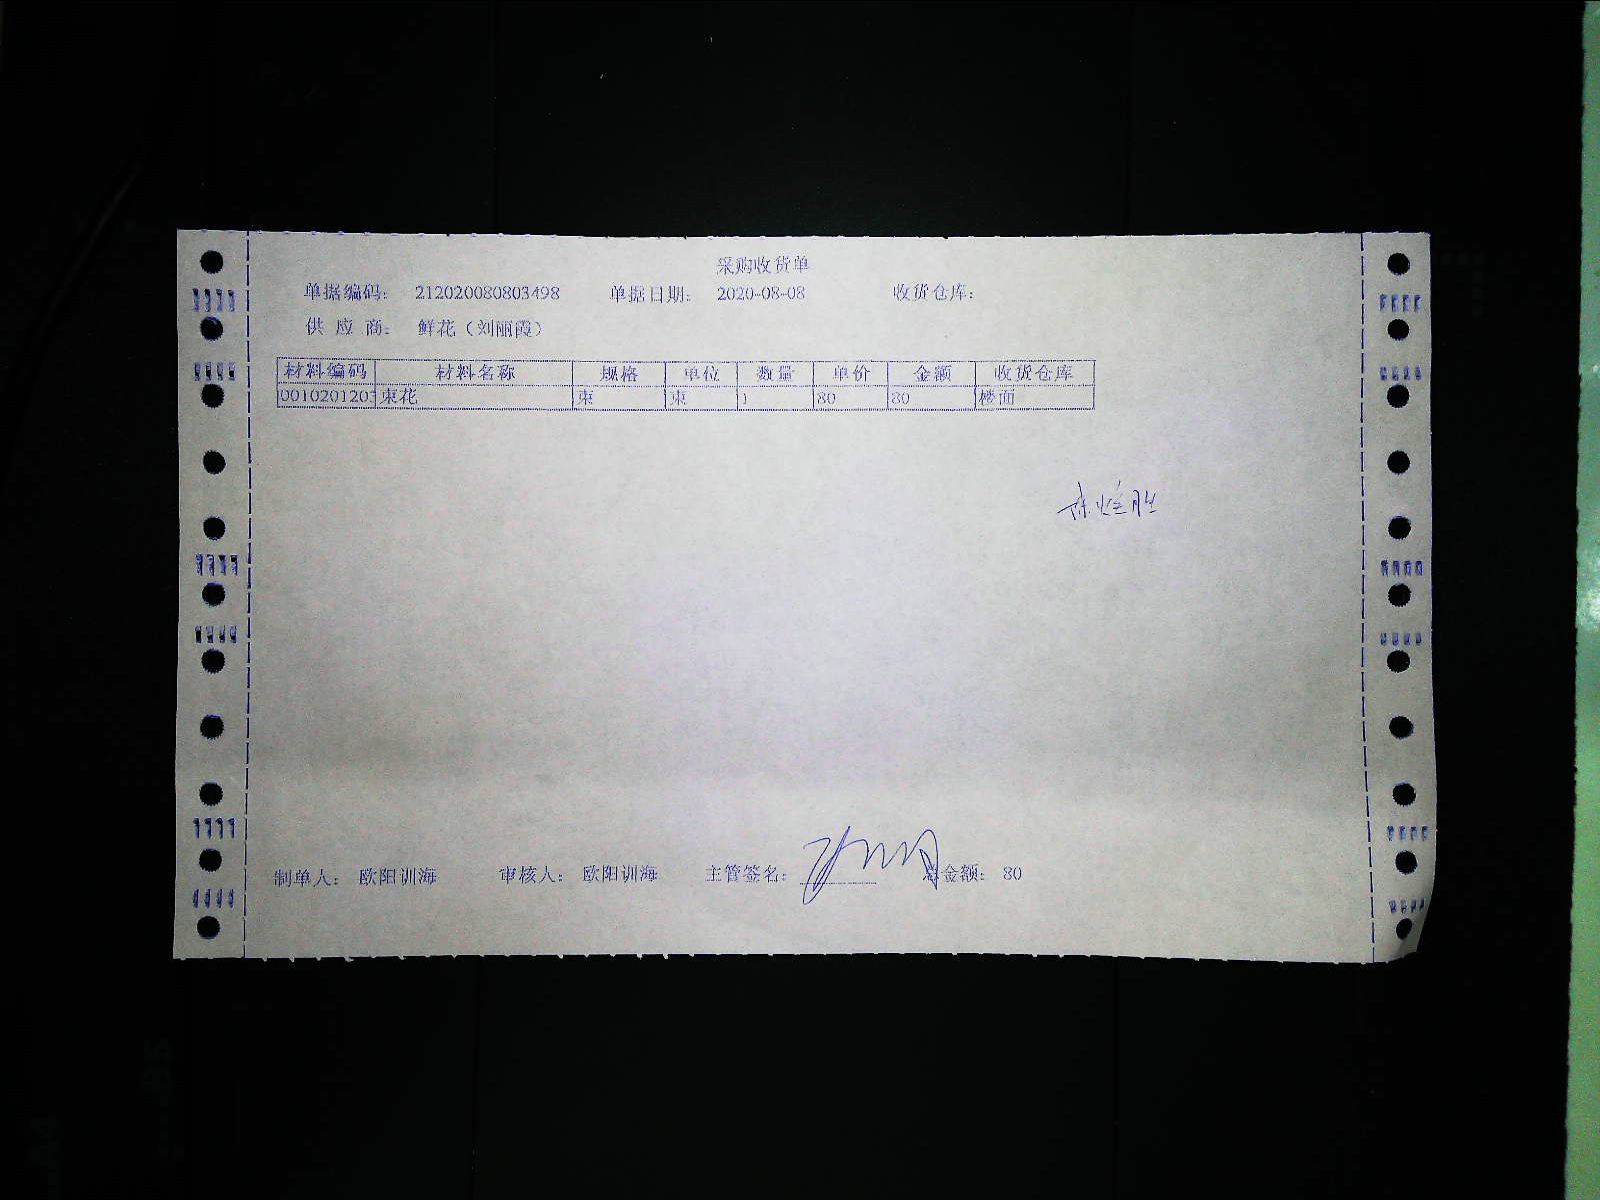 采购收货单
单据编码: 212020080803498 单据日期: 2020-08-08 收货仓库:
供 应 商: 鲜花(刘丽霞)
材料编码 材料名称 规格 单位 数量 单价 金额 收货仓库
0010201203 束花 束 束 1 80 80 楼面
制单人: 欧阳训海 审核人: 欧阳训海 主管签名: 总金额: 80